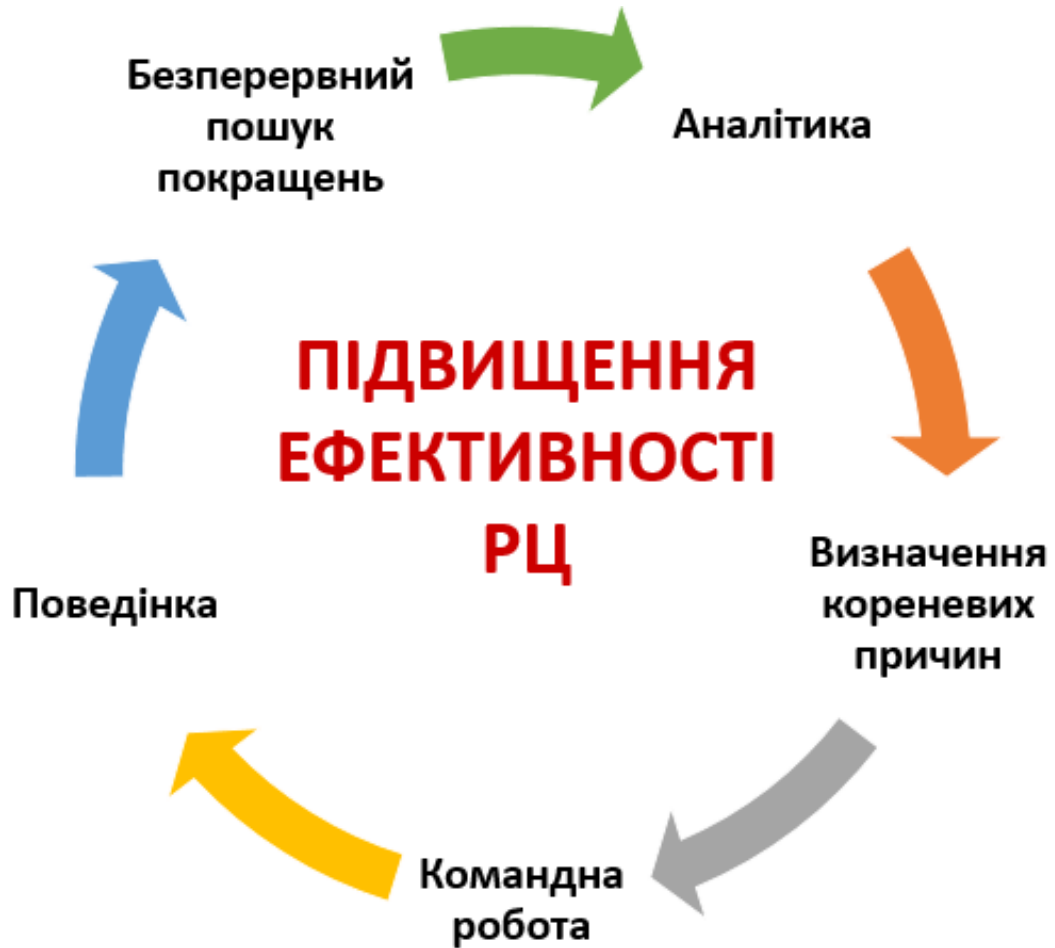 Безперервний
пошук
покращень
Аналітика
ПІДВИЩЕННЯ
ЕФЕКТИВНОСТІ
РЦ
Визначення
кореневих
причин
Поведінка
Командна
робота